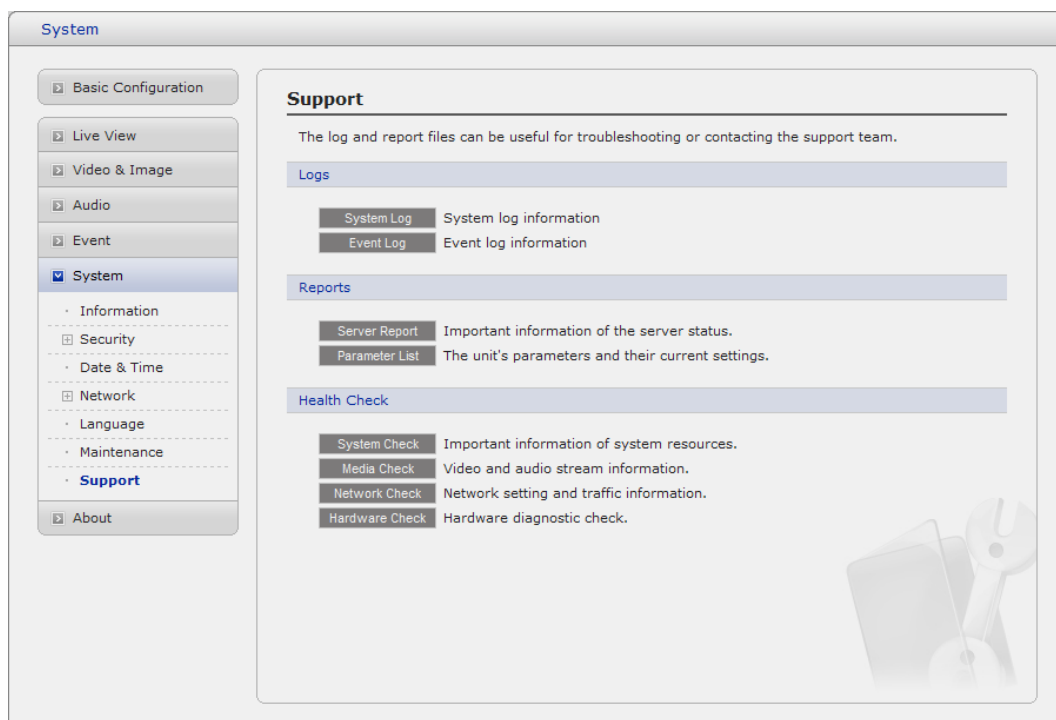 System
Basic Configuration
Live View
Video & Image
Audio
Event
System
Information
Security
Date & Time
Network
Language
Maintenance
Support
About
Support
The log and report files can be useful for troubleshooting or contacting the support team.
Logs
System Log System log information
Event Log Event log information
Reports
Server Report Important information of the server status.
Parameter List The unit's parameters and their current settings.
Health Check
System Check Important information of system resources.
Media Check Video and audio stream information.
Network Check Network setting and traffic information.
Hardware Check Hardware diagnostic check.